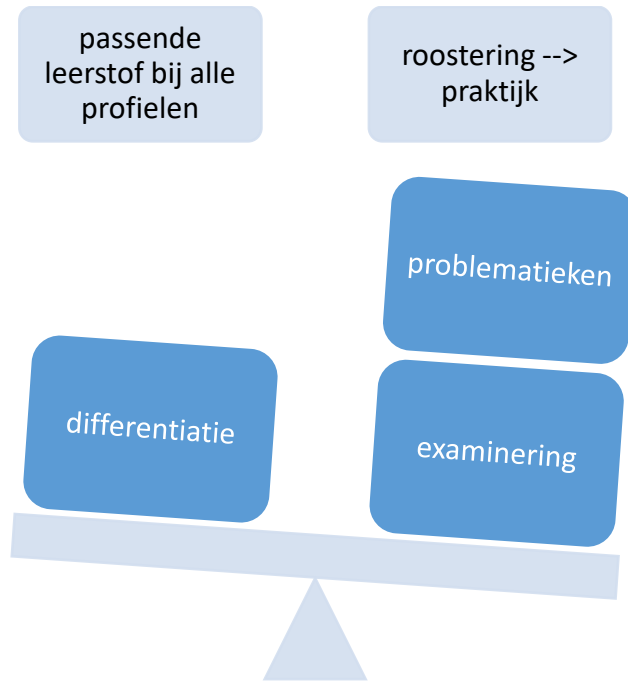 passende
leerstof bij alle
profielen
roostering -->
praktijk
problematieken
differentiatie
examinering